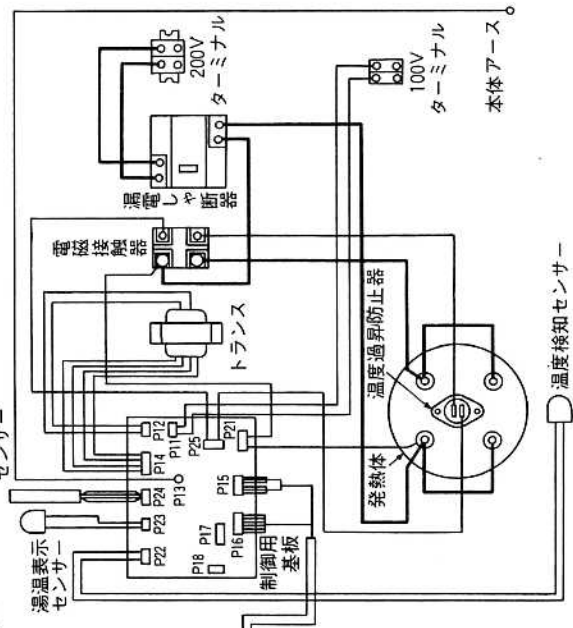 センサー
湯温表示
センサー
P22
P23
P24
P13
P14
P12
P11
P25
P21
P15
P16
P17
P18
制御用
基板
トランス
電磁接触器
漏電しゃ断器
200V
ターミナル
100V
ターミナル
本体アース
発熱体
温度過昇防止器
温度検知センサー